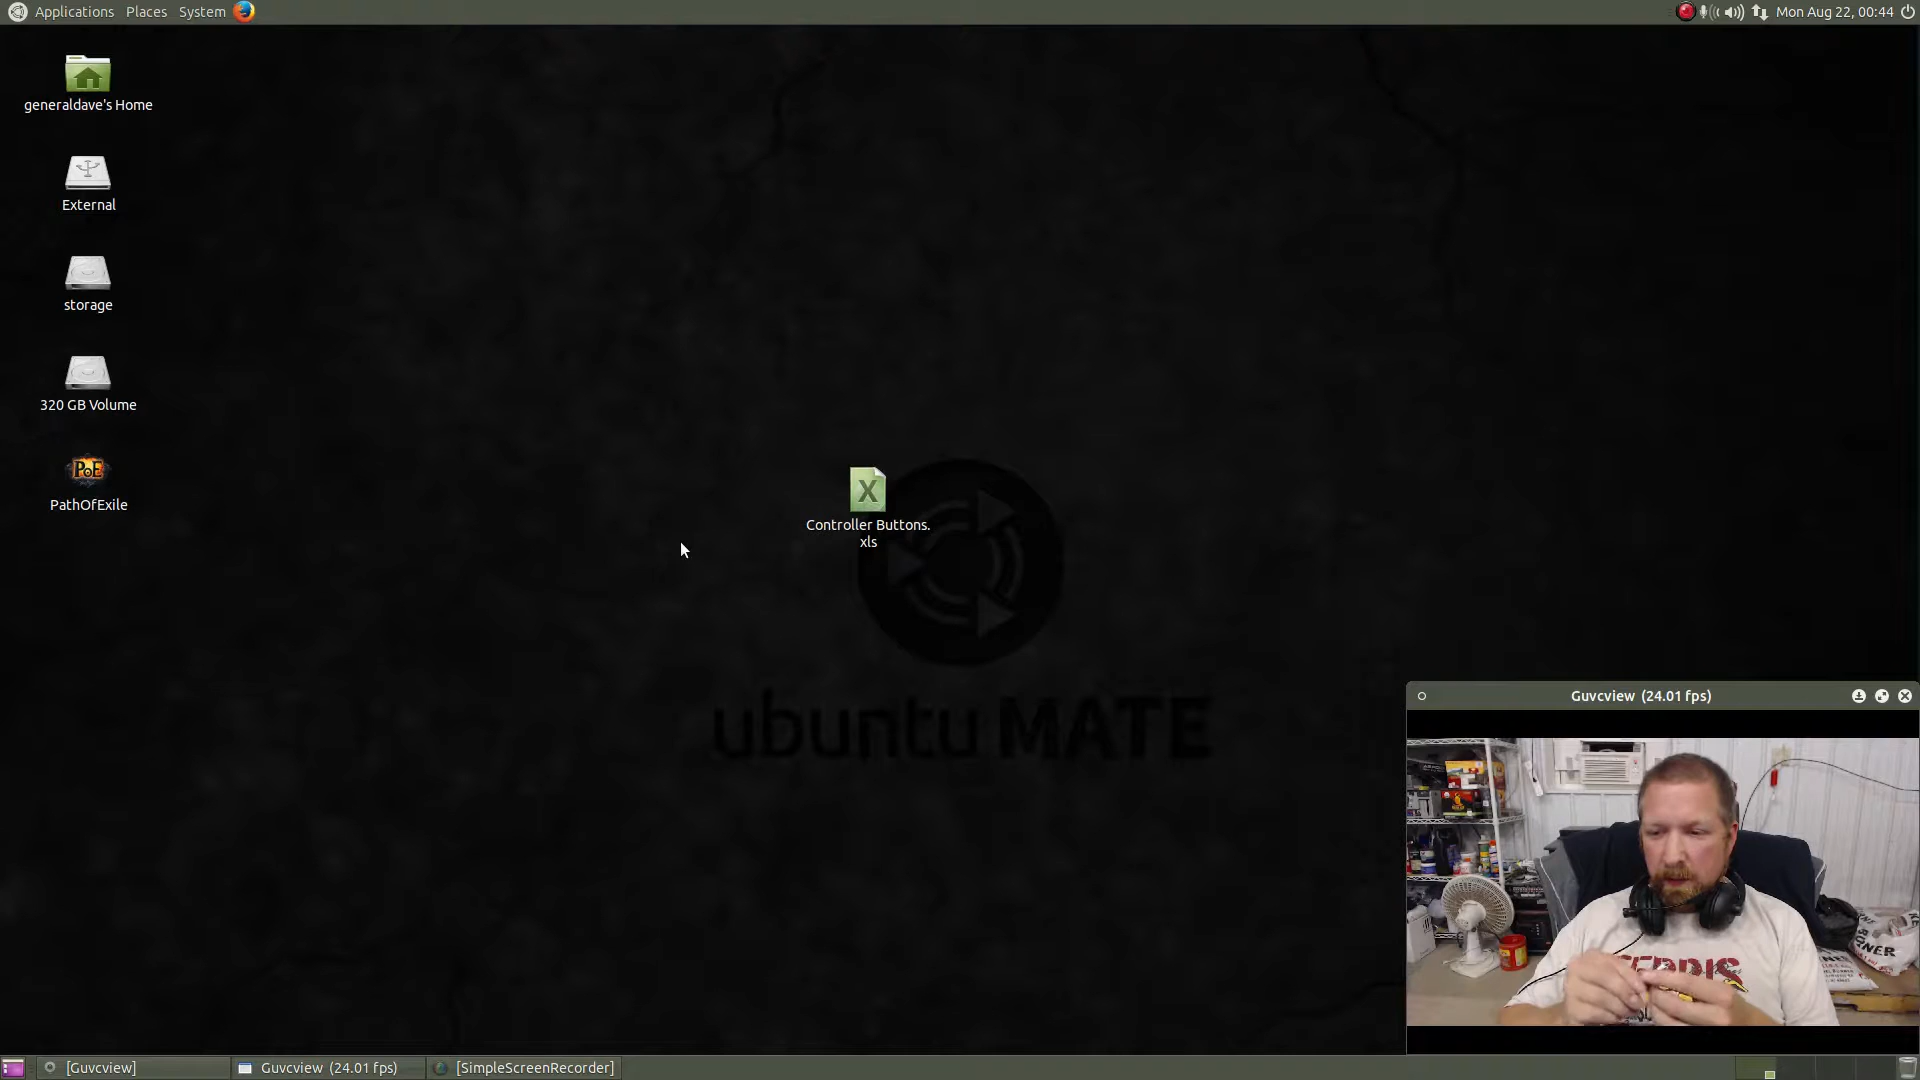 Applications Places System
Mon Aug 22, 00:44
generaldave's Home
External
storage
320 GB Volume
PoE
PathOfExile
X
Controller Buttons.
xls
ubuntu MATE
Guvcview (24.01 fps)
[Guvcview]
Guvcview (24.01 fps)
[SimpleScreenRecorder]